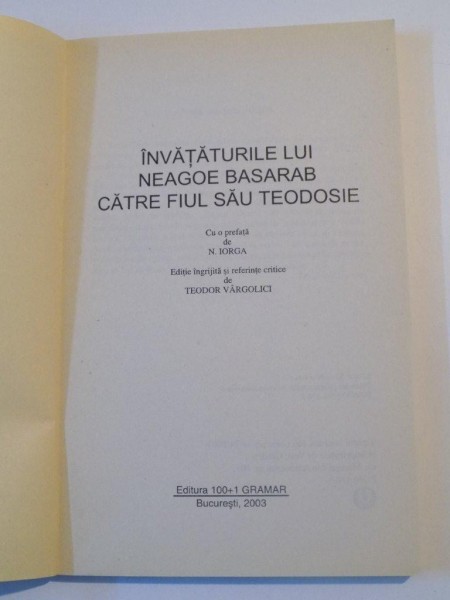 ÎNVĂȚĂTURILE LUI
NEAGOE BASARAB
CĂTRE FIUL SĂU TEODOSIE
Cu o prefață
de
N. IORGA
Ediție îngrijită și referințe critice
de
TEODOR VÂRGOLICI
Editura 100+1 GRAMAR
București, 2003